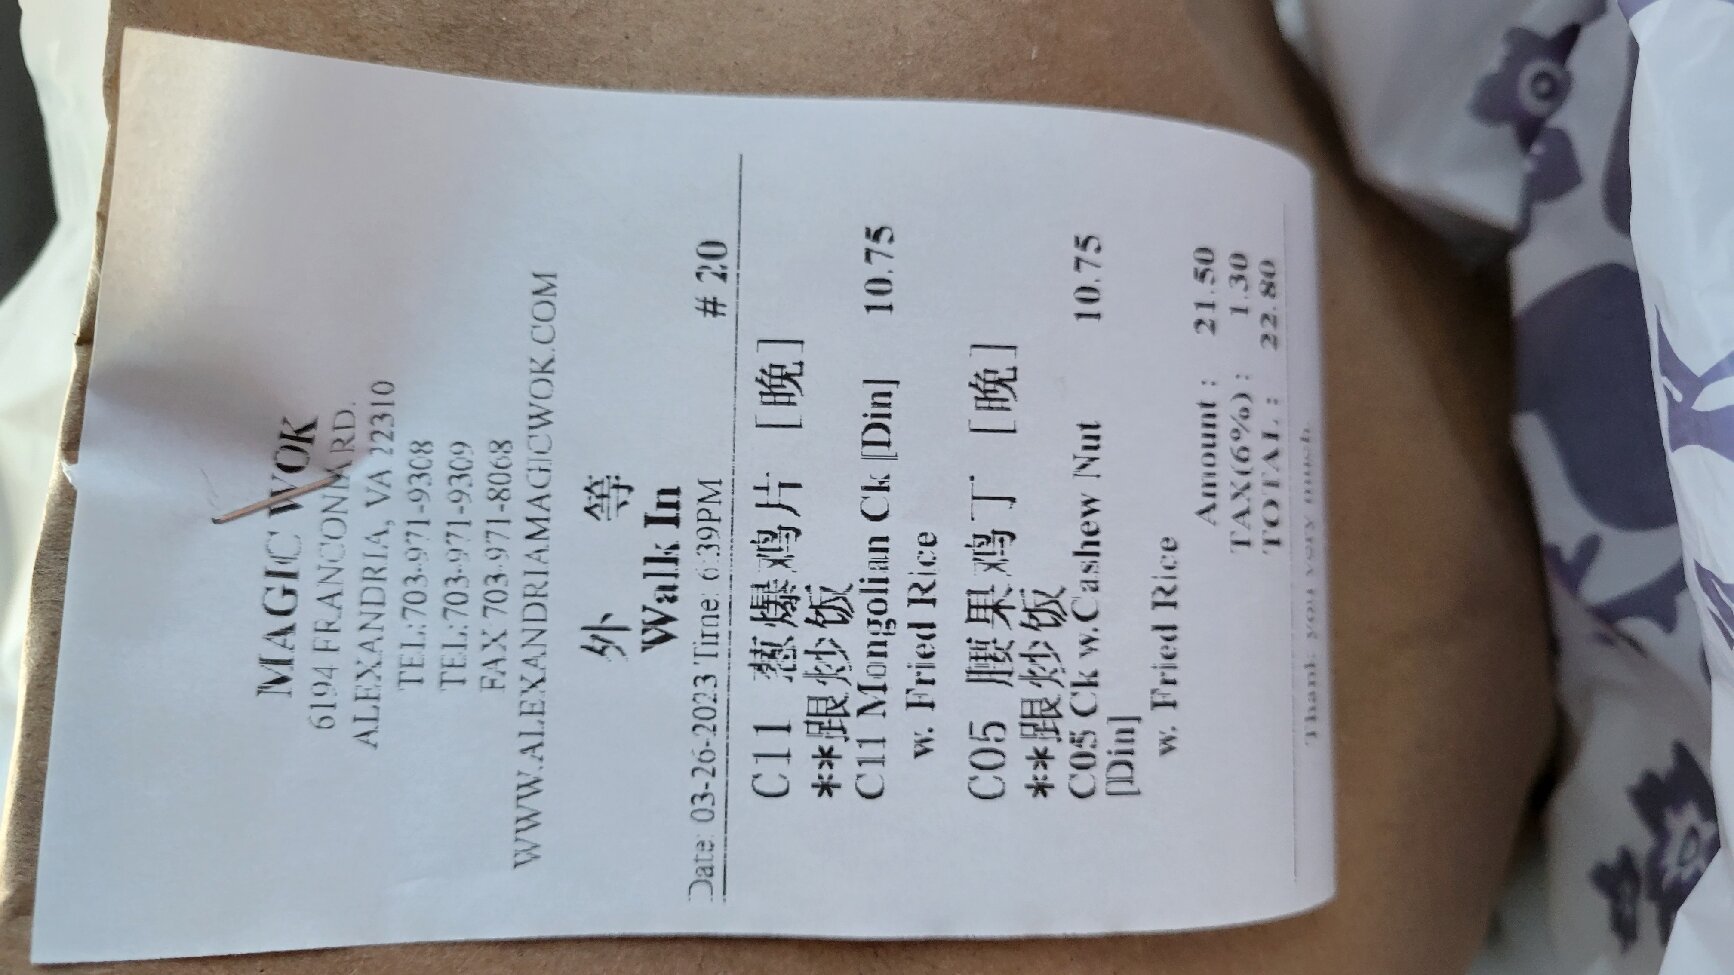 MAGIC WOK
6194 FRANCONIA RD.
ALEXANDRIA, VA 22310
TEL:703-971-9308
TEL:703-971-9309
FAX 703-971-8068
WWW.ALEXANDRIAMAGICWOK.COM
外 等
Walk In
Date: 03-26-2023 Time: 6:39PM # 20
C11 葱爆鸡片 [晚]
**跟炒饭
C11 Mongolian Ck [Din] 10.75
w. Fried Rice
C05 腰果鸡丁 [晚]
**跟炒饭
C05 Ck w.Cashew Nut 10.75
[Din]
w. Fried Rice
Amount : 21.50
TAX(6%) : 1.30
TOTAL : 22.80
Thank you very much